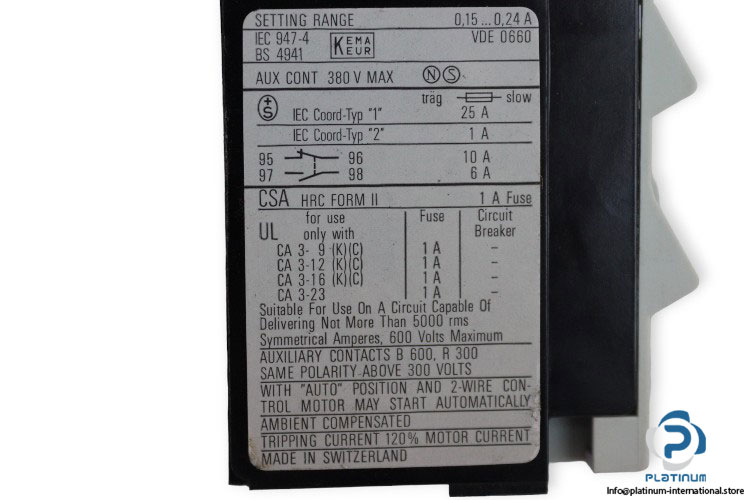 SETTING RANGE 0,15 ... 0,24 A
IEC 947-4 KEMA EUR VDE 0660
BS 4941
AUX CONT 380 V MAX N S
träg slow
S IEC Coord-Typ "1" 25 A
IEC Coord-Typ "2" 1 A
95 96 10 A
97 98 6 A
CSA HRC FORM II 1 A Fuse
UL for use only with Fuse Circuit Breaker
CA 3- 9 (K)(C) 1 A -
CA 3-12 (K)(C) 1 A -
CA 3-16 (K)(C) 1 A -
CA 3-23 1 A -
Suitable For Use On A Circuit Capable Of
Delivering Not More Than 5000 rms
Symmetrical Amperes, 600 Volts Maximum
AUXILIARY CONTACTS B 600, R 300
SAME POLARITY ABOVE 300 VOLTS
WITH "AUTO" POSITION AND 2-WIRE CON-
TROL MOTOR MAY START AUTOMATICALLY
AMBIENT COMPENSATED
TRIPPING CURRENT 120% MOTOR CURRENT
MADE IN SWITZERLAND
PLATINUM
Info@platinum-international.store